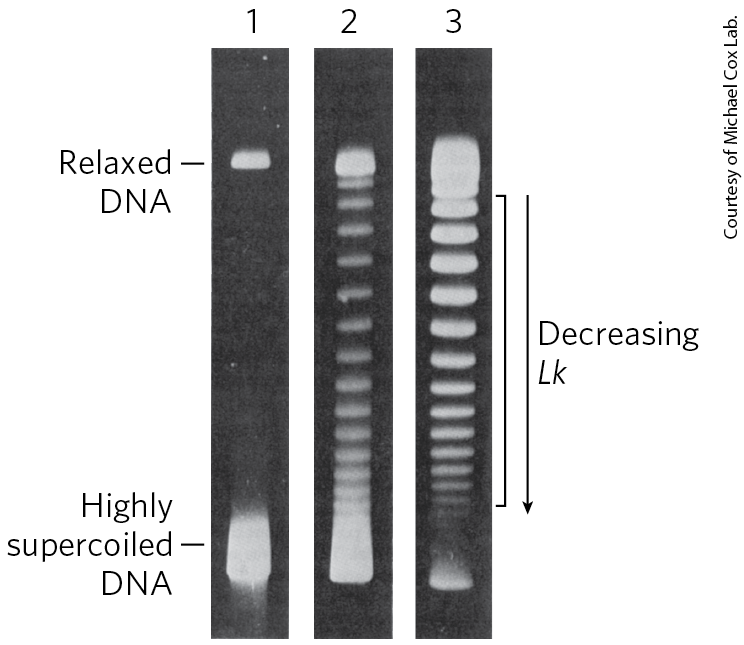 1 2 3
Relaxed
DNA
Decreasing
Lk
Highly
supercoiled
DNA
Courtesy of Michael Cox Lab.